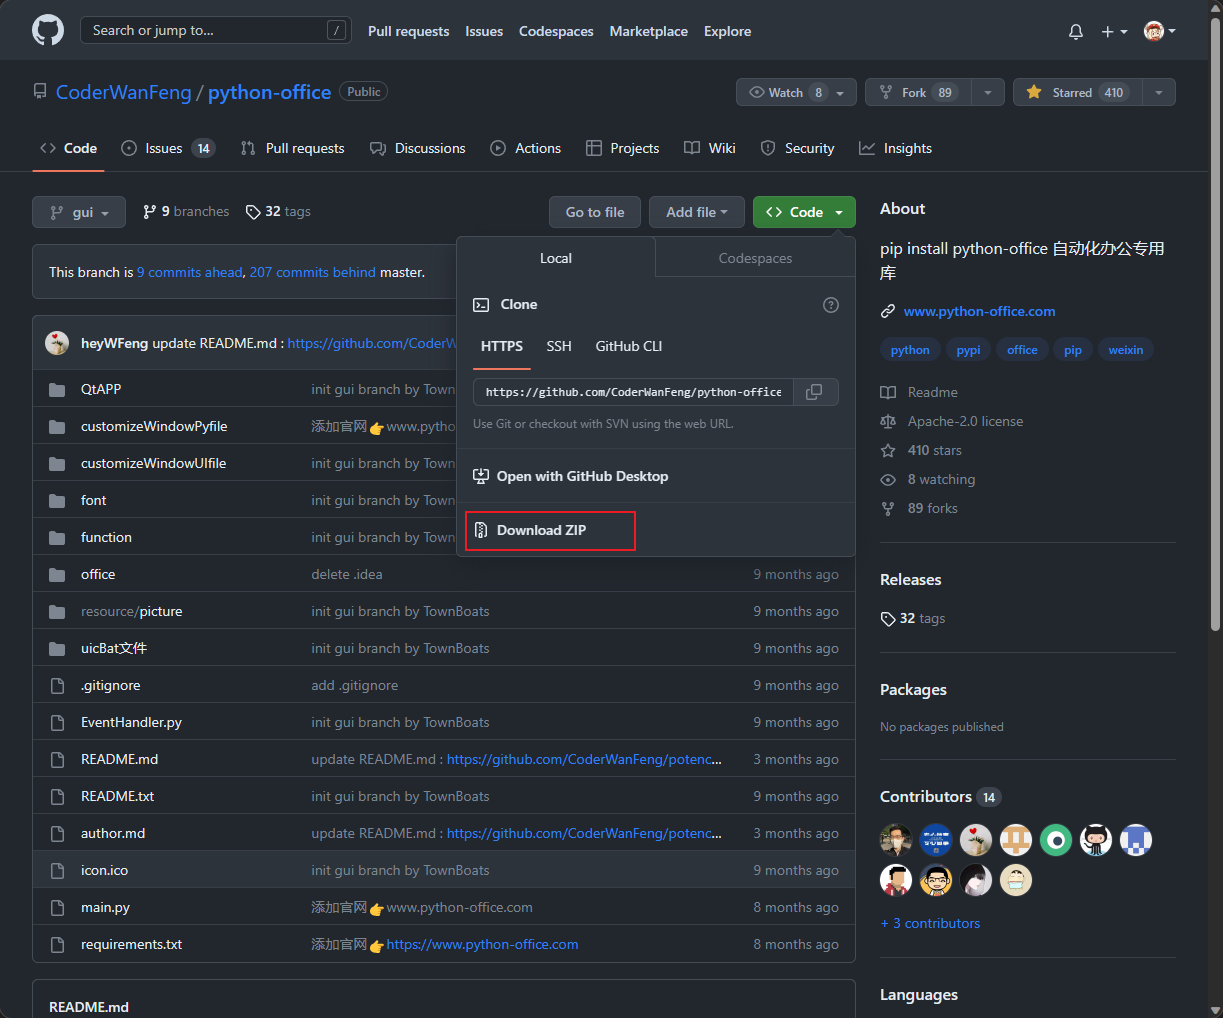 Search or jump to... /
Pull requests Issues Codespaces Marketplace Explore
CoderWanFeng / python-office Public
Watch 8 Fork 89 Starred 410
Code Issues 14 Pull requests Discussions Actions Projects Wiki Security Insights
gui 9 branches 32 tags Go to file Add file Code
This branch is 9 commits ahead, 207 commits behind master.
Local Codespaces
Clone
HTTPS SSH GitHub CLI
https://github.com/CoderWanFeng/python-office
Use Git or checkout with SVN using the web URL.
Open with GitHub Desktop
Download ZIP
heyWFeng update README.md : https://github.com/CoderW
QtAPP init gui branch by Town
customizeWindowPyfile 添加官网👉www.pytho
customizeWindowUIfile init gui branch by Town
font init gui branch by Town
function init gui branch by Town
office delete .idea 9 months ago
resource/picture init gui branch by TownBoats 9 months ago
uicBat文件 init gui branch by TownBoats 9 months ago
.gitignore add .gitignore 9 months ago
EventHandler.py init gui branch by TownBoats 9 months ago
README.md update README.md : https://github.com/CoderWanFeng/potenc... 3 months ago
README.txt init gui branch by TownBoats 9 months ago
author.md update README.md : https://github.com/CoderWanFeng/potenc... 3 months ago
icon.ico init gui branch by TownBoats 9 months ago
main.py 添加官网👉www.python-office.com 8 months ago
requirements.txt 添加官网👉https://www.python-office.com 8 months ago
README.md
About
pip install python-office 自动化办公专用
库
www.python-office.com
python pypi office pip weixin
Readme
Apache-2.0 license
410 stars
8 watching
89 forks
Releases
32 tags
Packages
No packages published
Contributors 14
+ 3 contributors
Languages